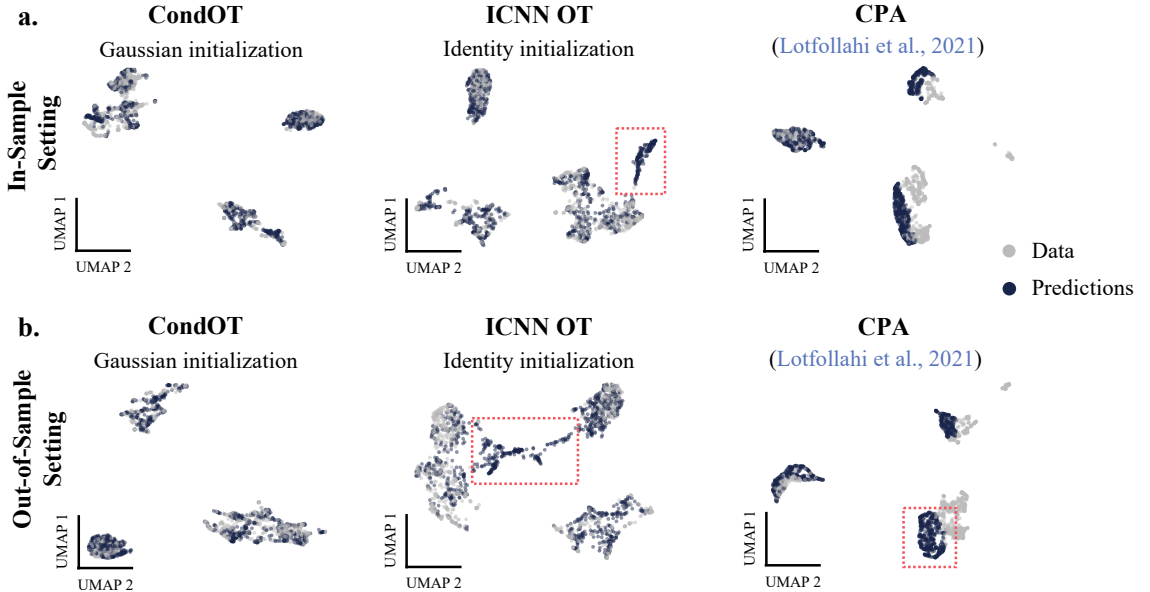 a.
CondOT
ICNN OT
CPA
Gaussian initialization
Identity initialization
(Lotfollahi et al., 2021)
In-Sample
Setting
UMAP 1
UMAP 2
UMAP 1
UMAP 2
UMAP 1
UMAP 2
Data
Predictions
b.
CondOT
ICNN OT
CPA
Gaussian initialization
Identity initialization
(Lotfollahi et al., 2021)
Out-of-Sample
Setting
UMAP 1
UMAP 2
UMAP 1
UMAP 2
UMAP 1
UMAP 2